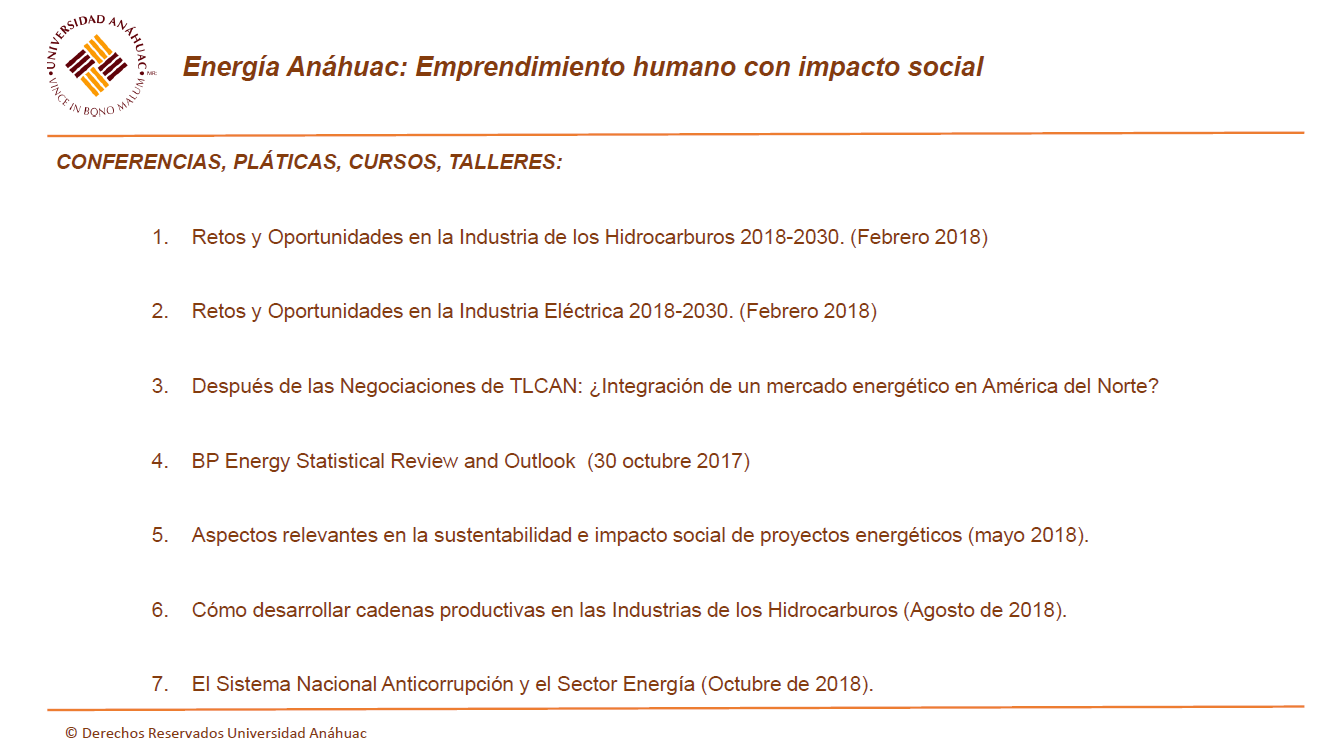 UNIVERSIDAD ANÁHUAC
VINCE IN BONO MALUM
MR:
Energía Anáhuac: Emprendimiento humano con impacto social
CONFERENCIAS, PLÁTICAS, CURSOS, TALLERES:
1. Retos y Oportunidades en la Industria de los Hidrocarburos 2018-2030. (Febrero 2018)
2. Retos y Oportunidades en la Industria Eléctrica 2018-2030. (Febrero 2018)
3. Después de las Negociaciones de TLCAN: ¿Integración de un mercado energético en América del Norte?
4. BP Energy Statistical Review and Outlook (30 octubre 2017)
5. Aspectos relevantes en la sustentabilidad e impacto social de proyectos energéticos (mayo 2018).
6. Cómo desarrollar cadenas productivas en las Industrias de los Hidrocarburos (Agosto de 2018).
7. El Sistema Nacional Anticorrupción y el Sector Energía (Octubre de 2018).
© Derechos Reservados Universidad Anáhuac